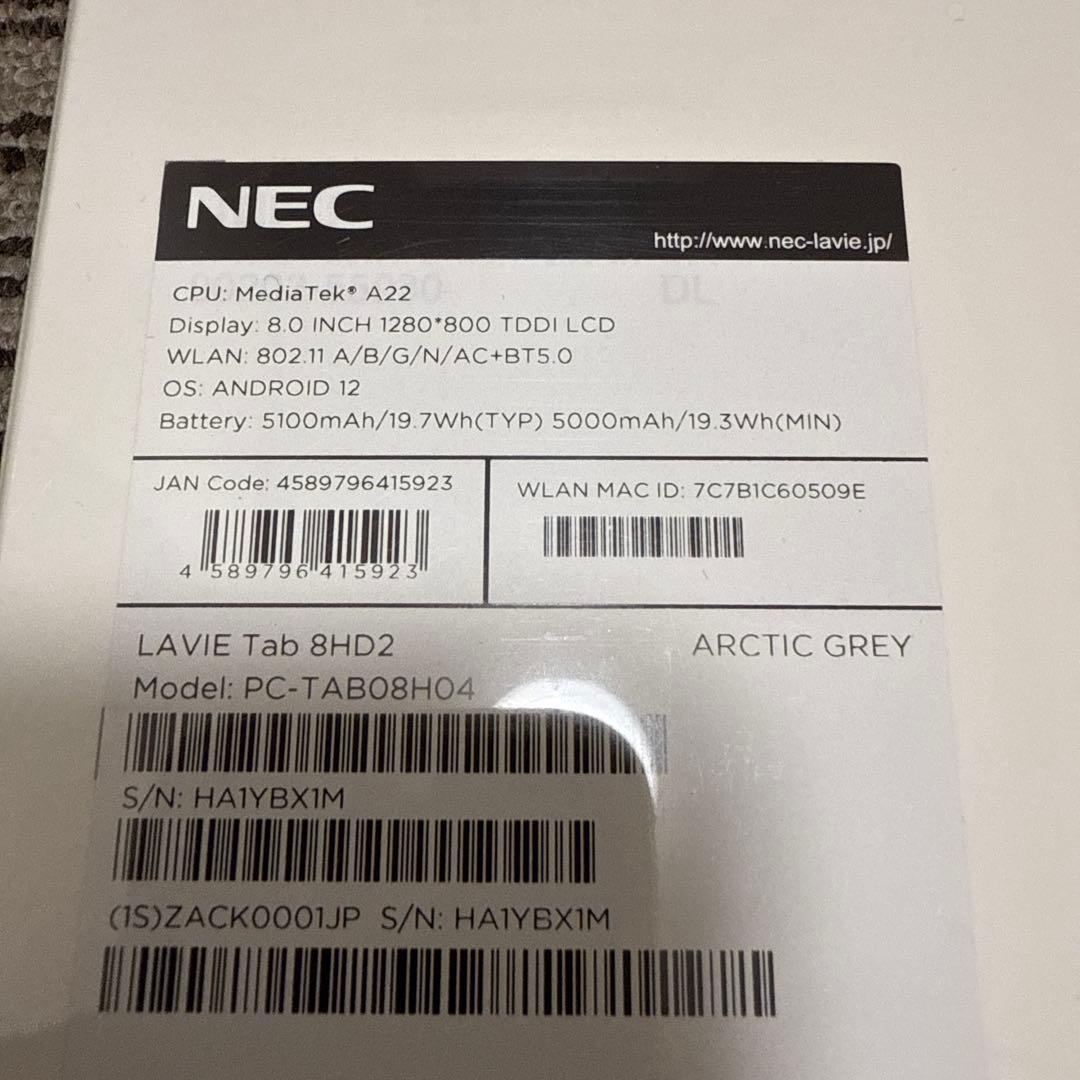 NEC
http://www.nec-lavie.jp/
CPU: MediaTek® A22
Display: 8.0 INCH 1280*800 TDDI LCD
WLAN: 802.11 A/B/G/N/AC+BT5.0
OS: ANDROID 12
Battery: 5100mAh/19.7Wh(TYP) 5000mAh/19.3Wh(MIN)
JAN Code: 4589796415923
4 589796 415923
WLAN MAC ID: 7C7B1C60509E
LAVIE Tab 8HD2
ARCTIC GREY
Model: PC-TAB08H04
S/N: HA1YBX1M
(1S)ZACK0001JP S/N: HA1YBX1M